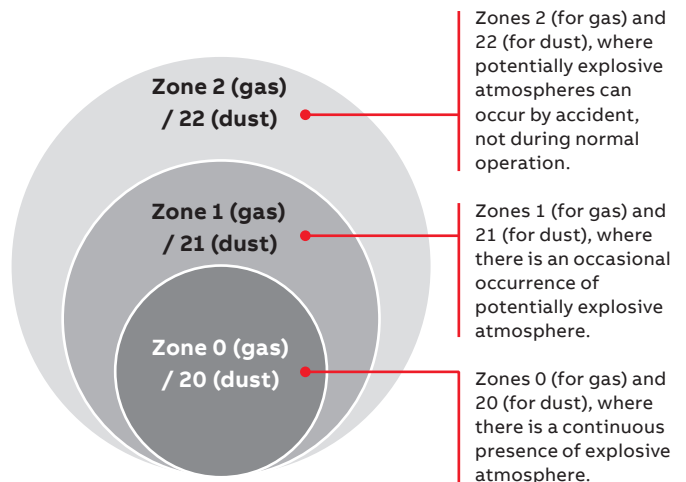 Zone 2 (gas)
/ 22 (dust)
Zones 2 (for gas) and
22 (for dust), where
potentially explosive
atmospheres can
occur by accident,
not during normal
operation.
Zone 1 (gas)
/ 21 (dust)
Zones 1 (for gas) and
21 (for dust), where
there is an occasional
occurrence of
potentially explosive
atmosphere.
Zone 0 (gas)
/ 20 (dust)
Zones 0 (for gas) and
20 (for dust), where
there is a continuous
presence of explosive
atmosphere.